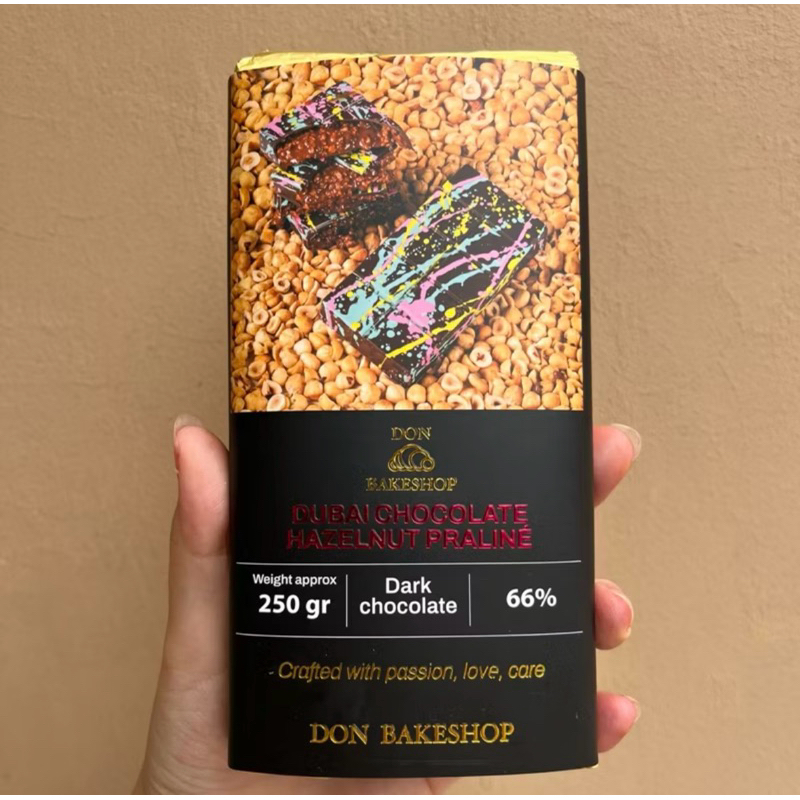 DON
BAKESHOP
DUBAI CHOCOLATE
HAZELNUT PRALINÉ
Weight approx
250 gr
Dark
chocolate
66%
- Crafted with passion, love, care
DON BAKESHOP